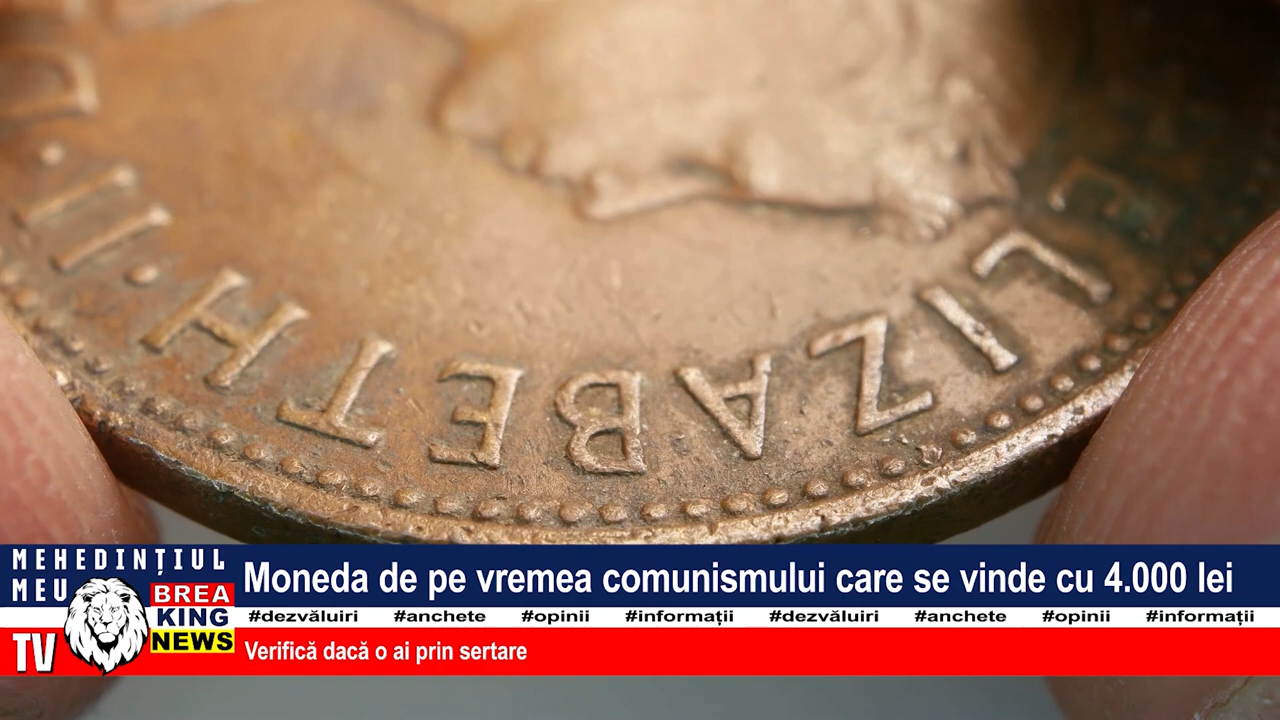 ELIZABETH·II·D
MEHEDINȚIUL
MEU
TV
BREA
KING
NEWS
Moneda de pe vremea comunismului care se vinde cu 4.000 lei
#dezvăluiri #anchete #opinii #informații #dezvăluiri #anchete #opinii #informații
Verifică dacă o ai prin sertare